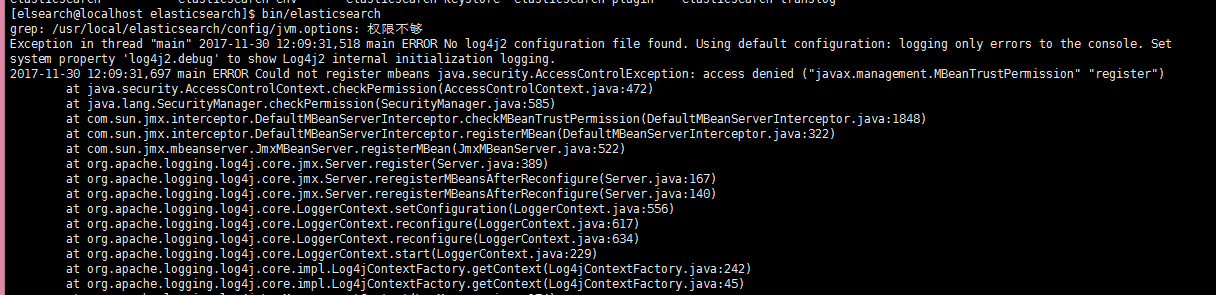 [elsearch@localhost elasticsearch]$ bin/elasticsearch
grep: /usr/local/elasticsearch/config/jvm.options: 权限不够
Exception in thread "main" 2017-11-30 12:09:31,518 main ERROR No log4j2 configuration file found. Using default configuration: logging only errors to the console. Set
system property 'log4j2.debug' to show Log4j2 internal initialization logging.
2017-11-30 12:09:31,697 main ERROR Could not register mbeans java.security.AccessControlException: access denied ("javax.management.MBeanTrustPermission" "register")
at java.security.AccessControlContext.checkPermission(AccessControlContext.java:472)
at java.lang.SecurityManager.checkPermission(SecurityManager.java:585)
at com.sun.jmx.interceptor.DefaultMBeanServerInterceptor.checkMBeanTrustPermission(DefaultMBeanServerInterceptor.java:1848)
at com.sun.jmx.interceptor.DefaultMBeanServerInterceptor.registerMBean(DefaultMBeanServerInterceptor.java:322)
at com.sun.jmx.mbeanserver.JmxMBeanServer.registerMBean(JmxMBeanServer.java:522)
at org.apache.logging.log4j.core.jmx.Server.register(Server.java:389)
at org.apache.logging.log4j.core.jmx.Server.reregisterMBeansAfterReconfigure(Server.java:167)
at org.apache.logging.log4j.core.jmx.Server.reregisterMBeansAfterReconfigure(Server.java:140)
at org.apache.logging.log4j.core.LoggerContext.setConfiguration(LoggerContext.java:556)
at org.apache.logging.log4j.core.LoggerContext.reconfigure(LoggerContext.java:617)
at org.apache.logging.log4j.core.LoggerContext.reconfigure(LoggerContext.java:634)
at org.apache.logging.log4j.core.LoggerContext.start(LoggerContext.java:229)
at org.apache.logging.log4j.core.impl.Log4jContextFactory.getContext(Log4jContextFactory.java:242)
at org.apache.logging.log4j.core.impl.Log4jContextFactory.getContext(Log4jContextFactory.java:45)